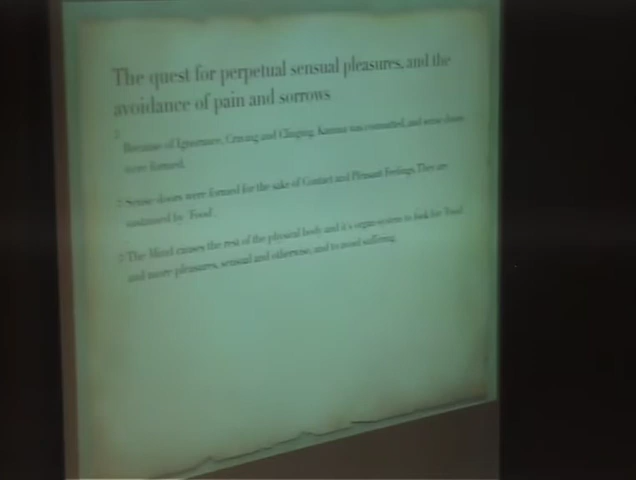 The quest for perpetual sensual pleasures, and the
avoidance of pain and sorrows
Because of Ignorance, Craving and Clinging, Kamma was committed, and sense doors
were formed.
Sense doors were formed for the sake of Contact and Pleasant Feelings. They are
sustained by 'Food'.
The Mind causes the rest of the physical body and it's organ-systems to look for 'Food'
and more pleasures, sensual and otherwise, and to avoid suffering.